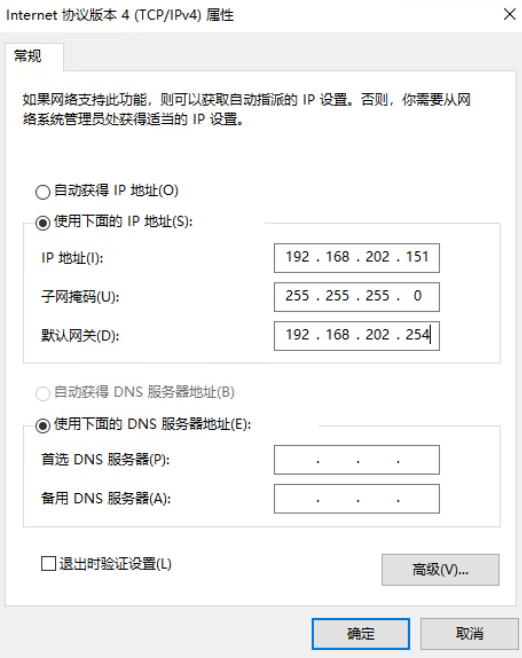 Internet 协议版本 4 (TCP/IPv4) 属性
常规
如果网络支持此功能，则可以获取自动指派的 IP 设置。否则，你需要从网
络系统管理员处获得适当的 IP 设置。
自动获得 IP 地址(O)
使用下面的 IP 地址(S):
IP 地址(I): 192 . 168 . 202 . 151
子网掩码(U): 255 . 255 . 255 . 0
默认网关(D): 192 . 168 . 202 . 254
自动获得 DNS 服务器地址(B)
使用下面的 DNS 服务器地址(E):
首选 DNS 服务器(P): . . .
备用 DNS 服务器(A): . . .
退出时验证设置(L)
高级(V)...
确定 取消